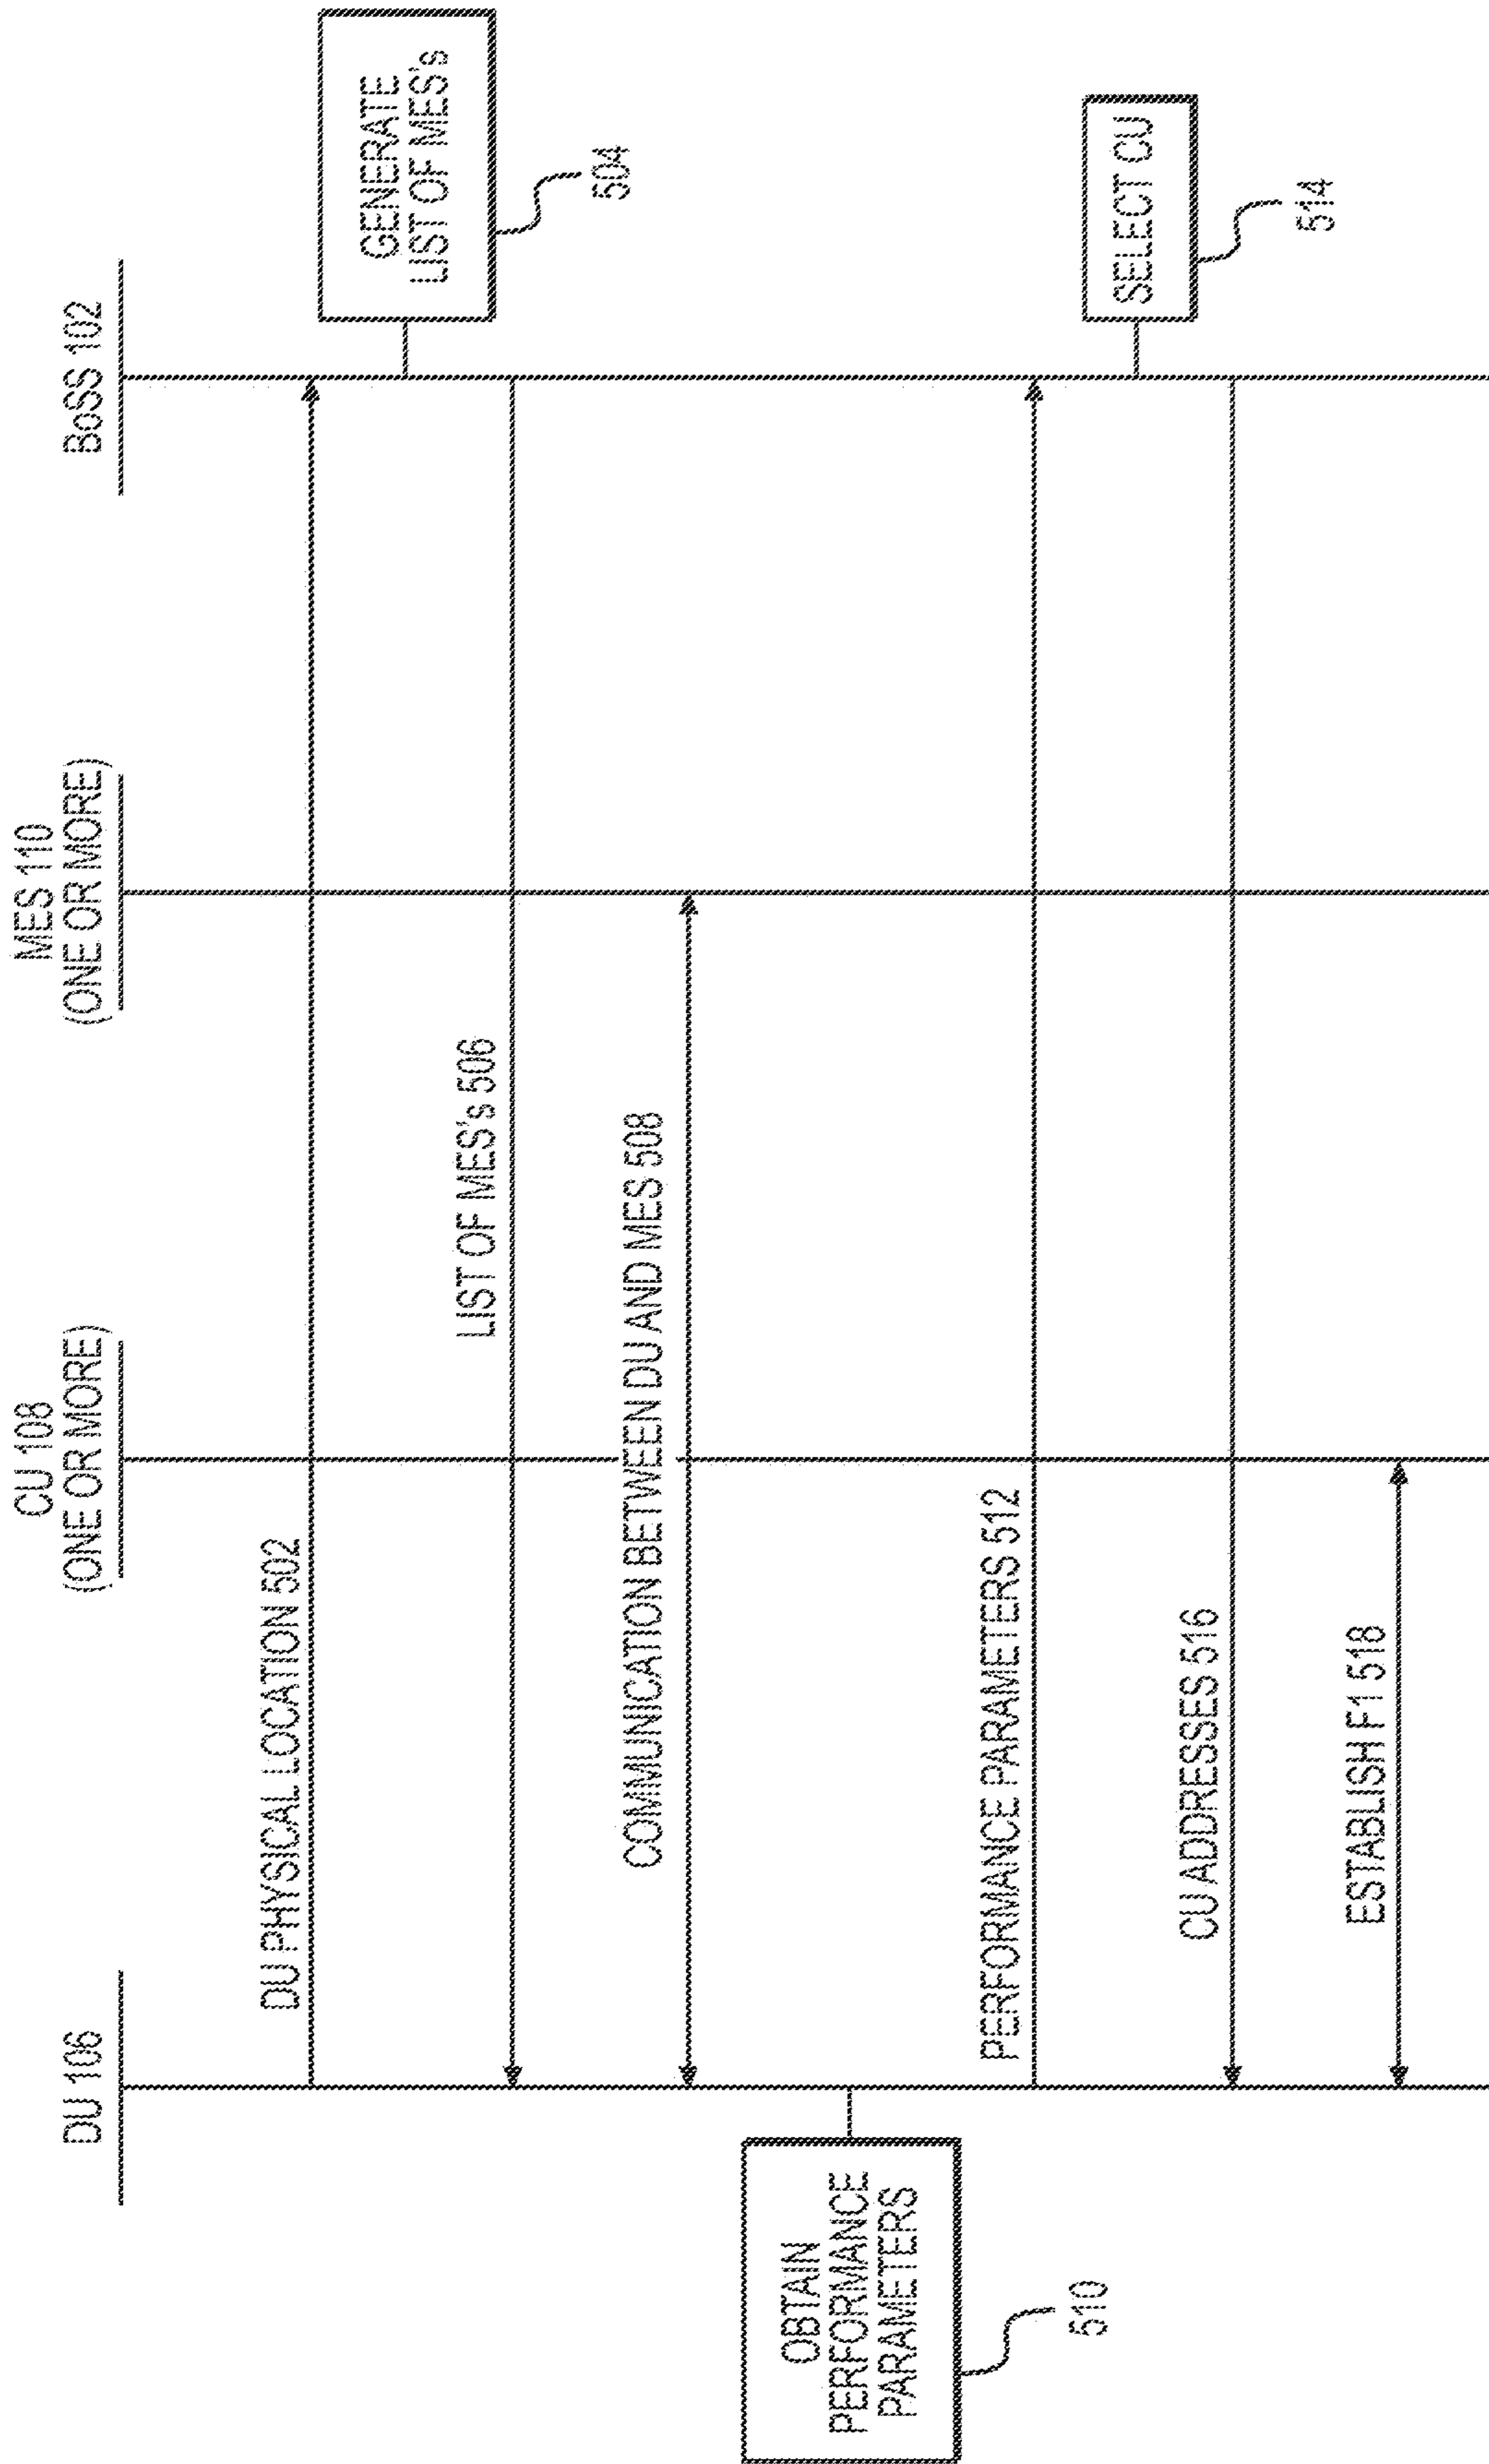 DU 106
CU 108
(ONE OR MORE)
MES 110
(ONE OR MORE)
BoSS 102
DU PHYSICAL LOCATION 502
GENERATE
LIST OF MES's
504
LIST OF MES's 506
COMMUNICATION BETWEEN DU AND MES 508
OBTAIN
PERFORMANCE
PARAMETERS
510
PERFORMANCE PARAMETERS 512
SELECT CU
514
CU ADDRESSES 516
ESTABLISH F1 518